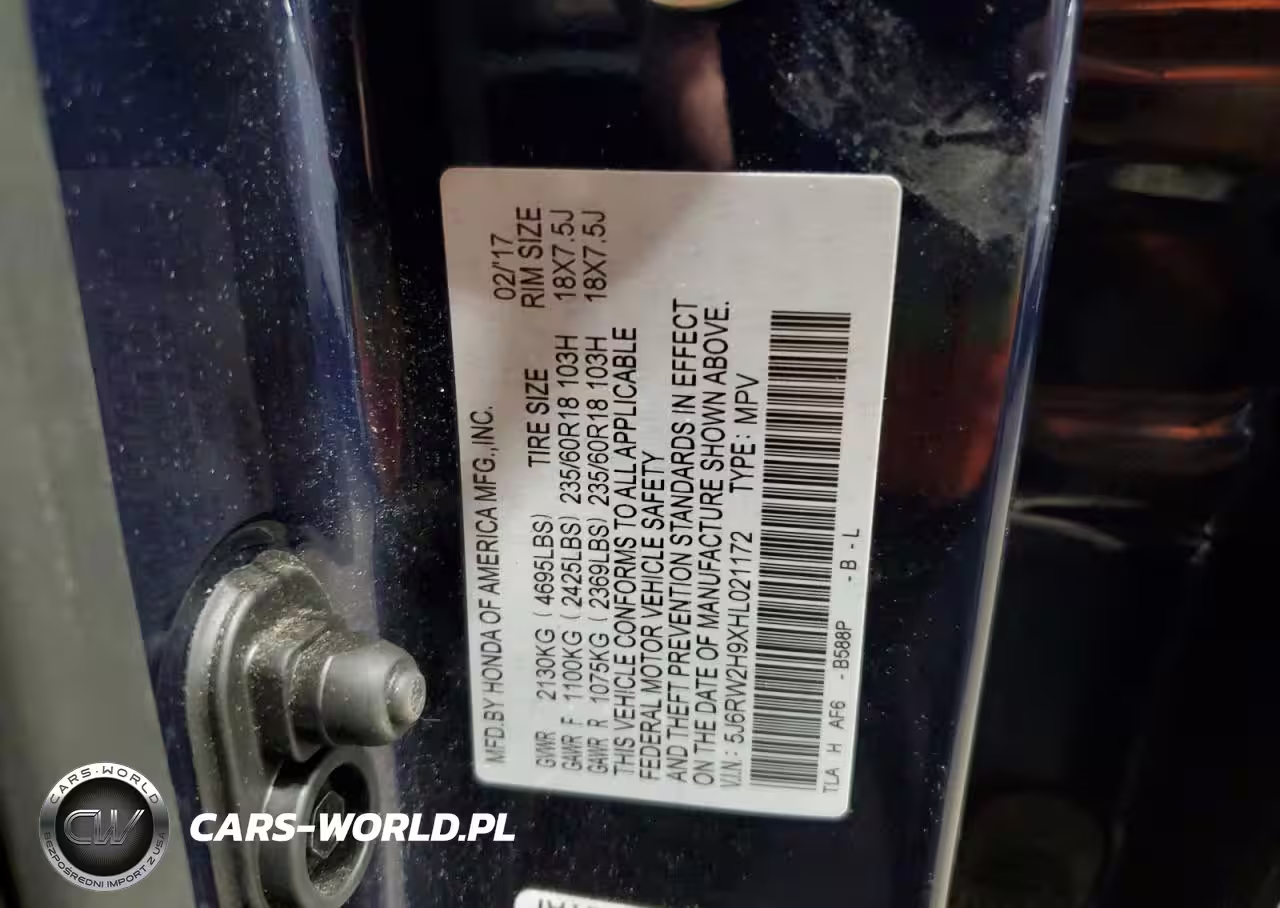 MFD.BY HONDA OF AMERICA MFG.,INC. 02/'17
TIRE SIZE RIM SIZE
GVWR 2130KG ( 4695LBS)
GAWR F 1100KG ( 2425LBS) 235/60R18 103H 18X7.5J
GAWR R 1075KG ( 2369LBS) 235/60R18 103H 18X7.5J
THIS VEHICLE CONFORMS TO ALL APPLICABLE
FEDERAL MOTOR VEHICLE SAFETY
AND THEFT PREVENTION STANDARDS IN EFFECT
ON THE DATE OF MANUFACTURE SHOWN ABOVE.
V.I.N: 5J6RW2H9XHL021172 TYPE: MPV
TLA H AF6 - B588P - B - L
CARS-WORLD
CW
BEZPOŚREDNI IMPORT Z USA
CARS-WORLD.PL